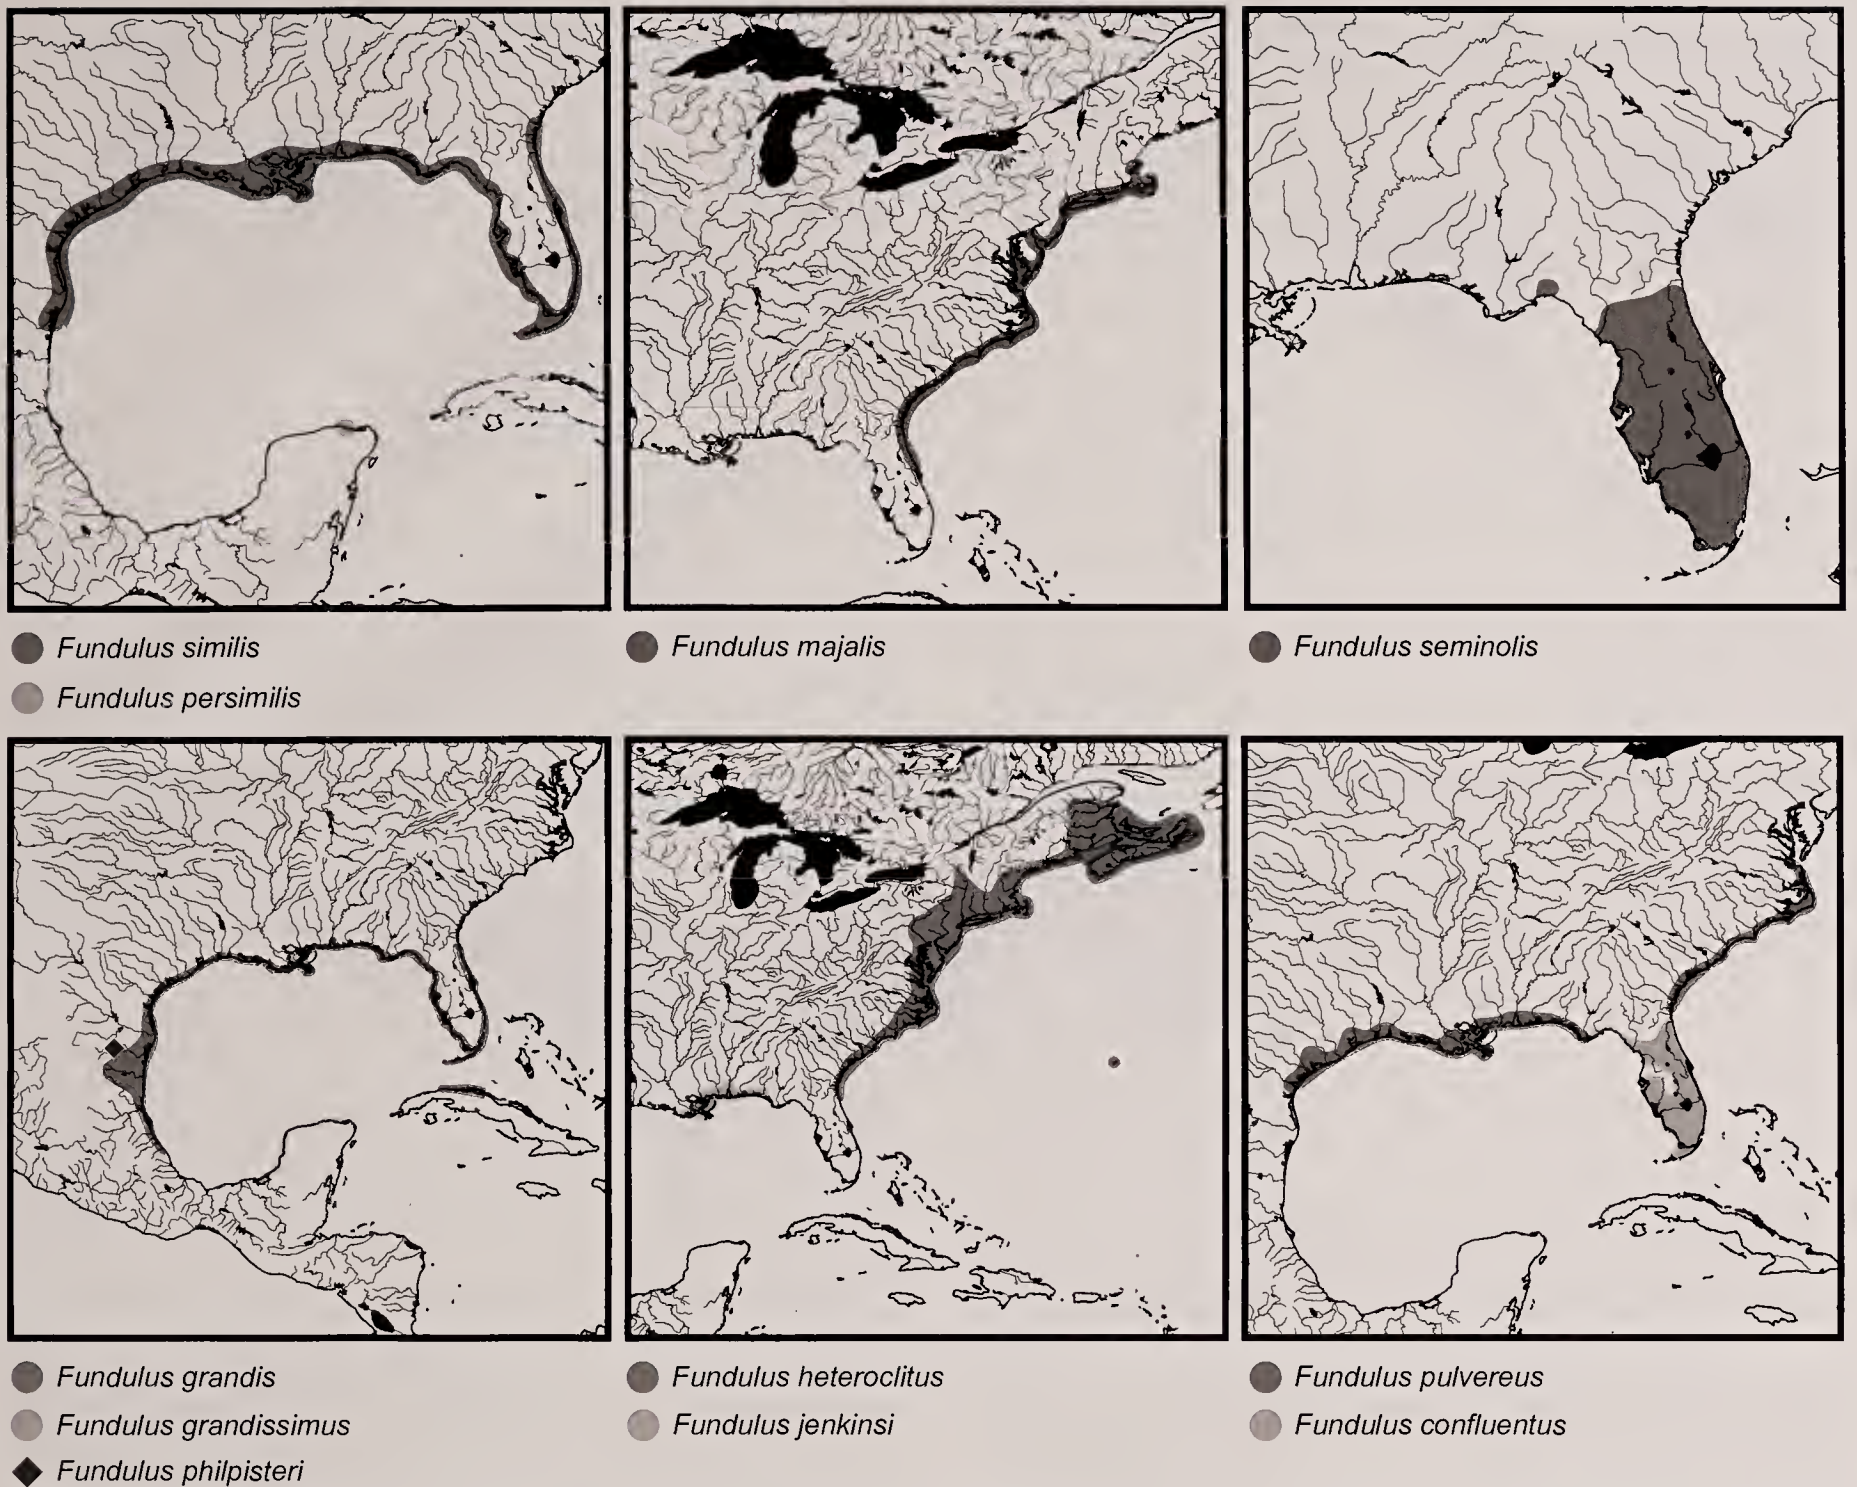 Fundulus similis
Fundulus persimilis
Fundulus majalis
Fundulus seminolis
Fundulus grandis
Fundulus grandissimus
Fundulus philpisteri
Fundulus heteroclitus
Fundulus jenkinsi
Fundulus pulvereus
Fundulus confluentus